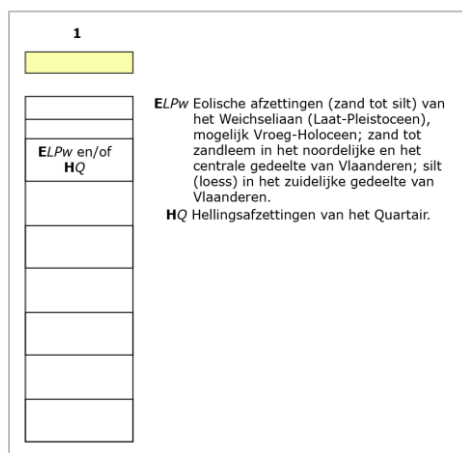 1
ELPw en/of
HQ
ELPw Eolische afzettingen (zand tot silt) van
het Weichseliaan (Laat-Pleistoceen),
mogelijk Vroeg-Holoceen; zand tot
zandleem in het noordelijke en het
centrale gedeelte van Vlaanderen; silt
(loess) in het zuidelijke gedeelte van
Vlaanderen.
HQ Hellingsafzettingen van het Quartair.